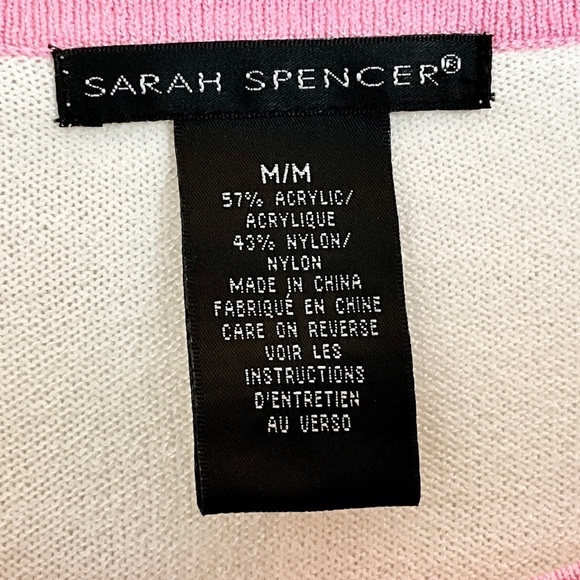 SARAH SPENCER®
M/M
57% ACRYLIC/
ACRYLIQUE
43% NYLON/
NYLON
MADE IN CHINA
FABRIQUÉ EN CHINE
CARE ON REVERSE
VOIR LES
INSTRUCTIONS
D'ENTRETIEN
AU VERSO